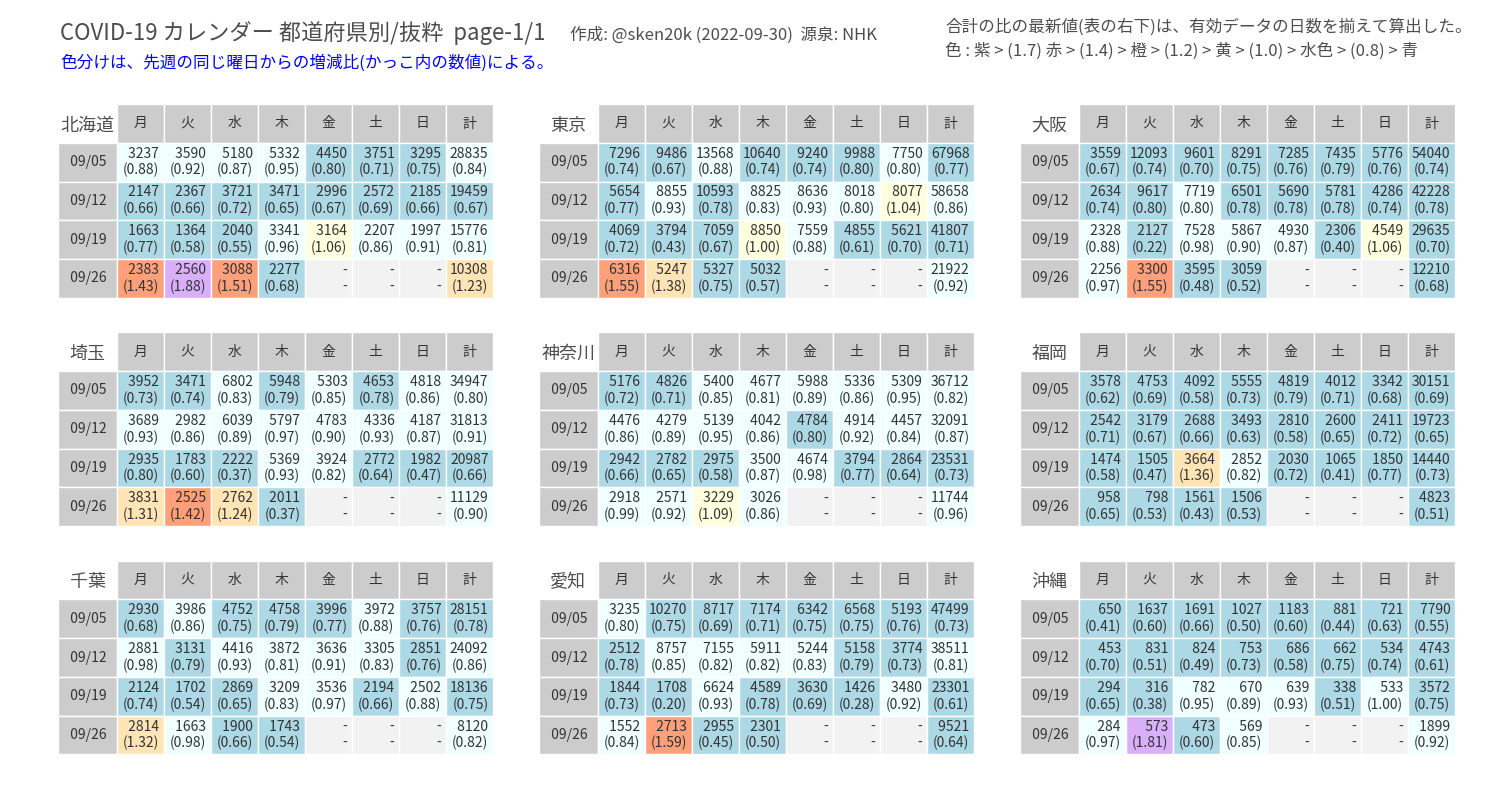 COVID-19 カレンダー 都道府県別/抜粋 page-1/1 作成: @sken20k (2022-09-30) 源泉: NHK
合計の比の最新値(表の右下)は、有効データの日数を揃えて算出した。
色分けは、先週の同じ曜日からの増減比(かっこ内の数値)による。
色 : 紫 > (1.7) 赤 > (1.4) > 橙 > (1.2) > 黄 > (1.0) > 水色 > (0.8) > 青
北海道 月 火 水 木 金 土 日 計
09/05 3237 3590 5180 5332 4450 3751 3295 28835
(0.88) (0.92) (0.87) (0.95) (0.80) (0.71) (0.75) (0.84)
09/12 2147 2367 3721 3471 2996 2572 2185 19459
(0.66) (0.66) (0.72) (0.65) (0.67) (0.69) (0.66) (0.67)
09/19 1663 1364 2040 3341 3164 2207 1997 15776
(0.77) (0.58) (0.55) (0.96) (1.06) (0.86) (0.91) (0.81)
09/26 2383 2560 3088 2277 - - - 10308
(1.43) (1.88) (1.51) (0.68) - - - (1.23)
東京 月 火 水 木 金 土 日 計
09/05 7296 9486 13568 10640 9240 9988 7750 67968
(0.74) (0.67) (0.88) (0.74) (0.74) (0.80) (0.80) (0.77)
09/12 5654 8855 10593 8825 8636 8018 8077 58658
(0.77) (0.93) (0.78) (0.83) (0.93) (0.80) (1.04) (0.86)
09/19 4069 3794 7059 8850 7559 4855 5621 41807
(0.72) (0.43) (0.67) (1.00) (0.88) (0.61) (0.70) (0.71)
09/26 6316 5247 5327 5032 - - - 21922
(1.55) (1.38) (0.75) (0.57) - - - (0.92)
大阪 月 火 水 木 金 土 日 計
09/05 3559 12093 9601 8291 7285 7435 5776 54040
(0.67) (0.74) (0.70) (0.75) (0.76) (0.79) (0.76) (0.74)
09/12 2634 9617 7719 6501 5690 5781 4286 42228
(0.74) (0.80) (0.80) (0.78) (0.78) (0.78) (0.74) (0.78)
09/19 2328 2127 7528 5867 4930 2306 4549 29635
(0.88) (0.22) (0.98) (0.90) (0.87) (0.40) (1.06) (0.70)
09/26 2256 3300 3595 3059 - - - 12210
(0.97) (1.55) (0.48) (0.52) - - - (0.68)
埼玉 月 火 水 木 金 土 日 計
09/05 3952 3471 6802 5948 5303 4653 4818 34947
(0.73) (0.74) (0.83) (0.79) (0.85) (0.78) (0.86) (0.80)
09/12 3689 2982 6039 5797 4783 4336 4187 31813
(0.93) (0.86) (0.89) (0.97) (0.90) (0.93) (0.87) (0.91)
09/19 2935 1783 2222 5369 3924 2772 1982 20987
(0.80) (0.60) (0.37) (0.93) (0.82) (0.64) (0.47) (0.66)
09/26 3831 2525 2762 2011 - - - 11129
(1.31) (1.42) (1.24) (0.37) - - - (0.90)
神奈川 月 火 水 木 金 土 日 計
09/05 5176 4826 5400 4677 5988 5336 5309 36712
(0.72) (0.71) (0.85) (0.81) (0.89) (0.86) (0.95) (0.82)
09/12 4476 4279 5139 4042 4784 4914 4457 32091
(0.86) (0.89) (0.95) (0.86) (0.80) (0.92) (0.84) (0.87)
09/19 2942 2782 2975 3500 4674 3794 2864 23531
(0.66) (0.65) (0.58) (0.87) (0.98) (0.77) (0.64) (0.73)
09/26 2918 2571 3229 3026 - - - 11744
(0.99) (0.92) (1.09) (0.86) - - - (0.96)
福岡 月 火 水 木 金 土 日 計
09/05 3578 4753 4092 5555 4819 4012 3342 30151
(0.62) (0.69) (0.58) (0.73) (0.79) (0.71) (0.68) (0.69)
09/12 2542 3179 2688 3493 2810 2600 2411 19723
(0.71) (0.67) (0.66) (0.63) (0.58) (0.65) (0.72) (0.65)
09/19 1474 1505 3664 2852 2030 1065 1850 14440
(0.58) (0.47) (1.36) (0.82) (0.72) (0.41) (0.77) (0.73)
09/26 958 798 1561 1506 - - - 4823
(0.65) (0.53) (0.43) (0.53) - - - (0.51)
千葉 月 火 水 木 金 土 日 計
09/05 2930 3986 4752 4758 3996 3972 3757 28151
(0.68) (0.86) (0.75) (0.79) (0.77) (0.88) (0.76) (0.78)
09/12 2881 3131 4416 3872 3636 3305 2851 24092
(0.98) (0.79) (0.93) (0.81) (0.91) (0.83) (0.76) (0.86)
09/19 2124 1702 2869 3209 3536 2194 2502 18136
(0.74) (0.54) (0.65) (0.83) (0.97) (0.66) (0.88) (0.75)
09/26 2814 1663 1900 1743 - - - 8120
(1.32) (0.98) (0.66) (0.54) - - - (0.82)
愛知 月 火 水 木 金 土 日 計
09/05 3235 10270 8717 7174 6342 6568 5193 47499
(0.80) (0.75) (0.69) (0.71) (0.75) (0.75) (0.76) (0.73)
09/12 2512 8757 7155 5911 5244 5158 3774 38511
(0.78) (0.85) (0.82) (0.82) (0.83) (0.79) (0.73) (0.81)
09/19 1844 1708 6624 4589 3630 1426 3480 23301
(0.73) (0.20) (0.93) (0.78) (0.69) (0.28) (0.92) (0.61)
09/26 1552 2713 2955 2301 - - - 9521
(0.84) (1.59) (0.45) (0.50) - - - (0.64)
沖縄 月 火 水 木 金 土 日 計
09/05 650 1637 1691 1027 1183 881 721 7790
(0.41) (0.60) (0.66) (0.50) (0.60) (0.44) (0.63) (0.55)
09/12 453 831 824 753 686 662 534 4743
(0.70) (0.51) (0.49) (0.73) (0.58) (0.75) (0.74) (0.61)
09/19 294 316 782 670 639 338 533 3572
(0.65) (0.38) (0.95) (0.89) (0.93) (0.51) (1.00) (0.75)
09/26 284 573 473 569 - - - 1899
(0.97) (1.81) (0.60) (0.85) - - - (0.92)